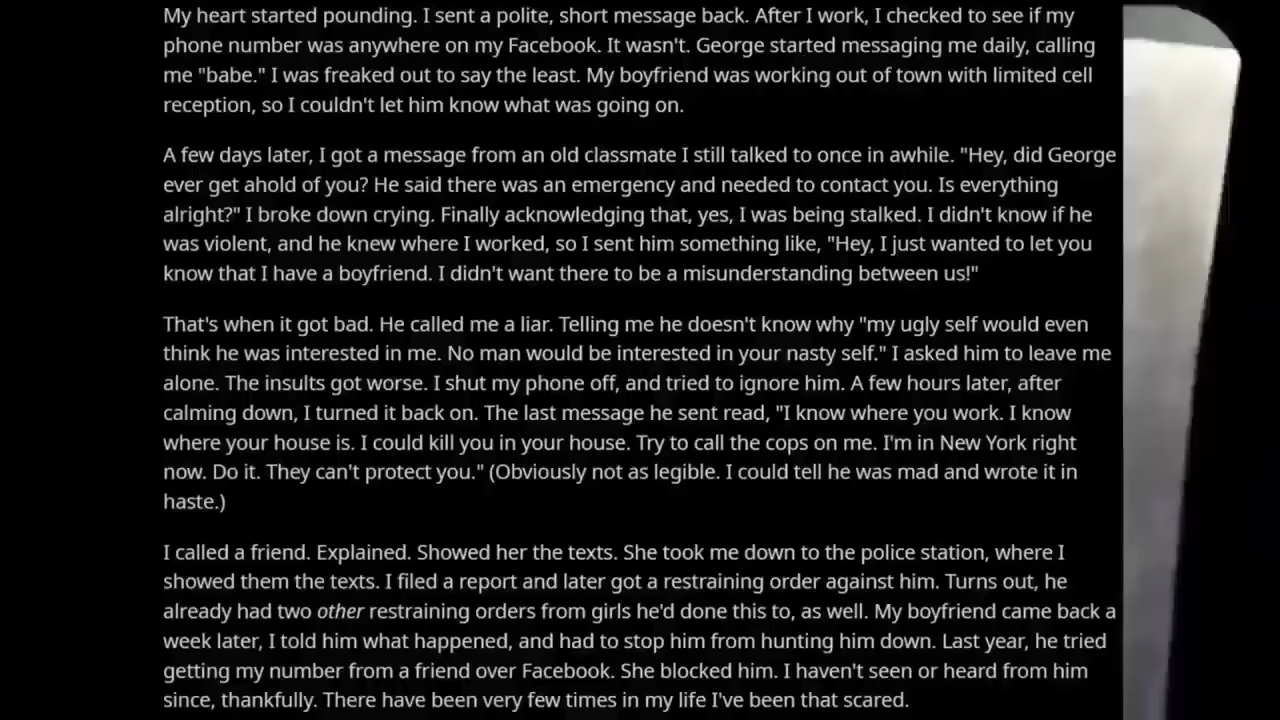 My heart started pounding. I sent a polite, short message back. After I work, I checked to see if my
phone number was anywhere on my Facebook. It wasn't. George started messaging me daily, calling
me "babe." I was freaked out to say the least. My boyfriend was working out of town with limited cell
reception, so I couldn't let him know what was going on.
A few days later, I got a message from an old classmate I still talked to once in awhile. "Hey, did George
ever get ahold of you? He said there was an emergency and needed to contact you. Is everything
alright?" I broke down crying. Finally acknowledging that, yes, I was being stalked. I didn't know if he
was violent, and he knew where I worked, so I sent him something like, "Hey, I just wanted to let you
know that I have a boyfriend. I didn't want there to be a misunderstanding between us!"
That's when it got bad. He called me a liar. Telling me he doesn't know why "my ugly self would even
think he was interested in me. No man would be interested in your nasty self." I asked him to leave me
alone. The insults got worse. I shut my phone off, and tried to ignore him. A few hours later, after
calming down, I turned it back on. The last message he sent read, "I know where you work. I know
where your house is. I could kill you in your house. Try to call the cops on me. I'm in New York right
now. Do it. They can't protect you." (Obviously not as legible. I could tell he was mad and wrote it in
haste.)
I called a friend. Explained. Showed her the texts. She took me down to the police station, where I
showed them the texts. I filed a report and later got a restraining order against him. Turns out, he
already had two other restraining orders from girls he'd done this to, as well. My boyfriend came back a
week later, I told him what happened, and had to stop him from hunting him down. Last year, he tried
getting my number from a friend over Facebook. She blocked him. I haven't seen or heard from him
since, thankfully. There have been very few times in my life I've been that scared.